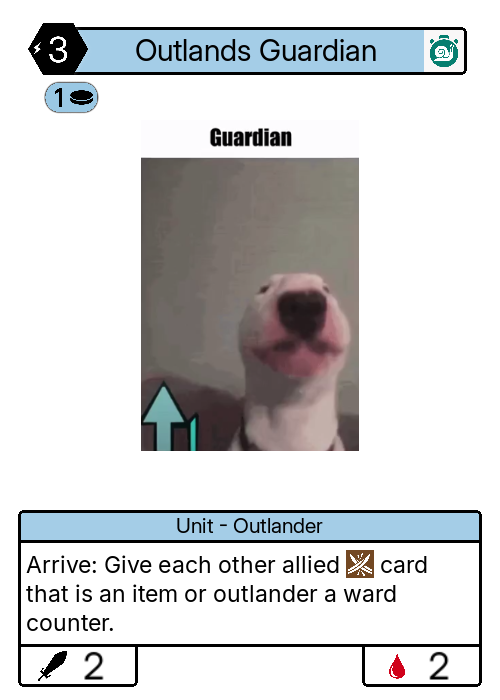 3
Outlands Guardian
1
Guardian
Unit - Outlander
Arrive: Give each other allied card
that is an item or outlander a ward
counter.
2
2